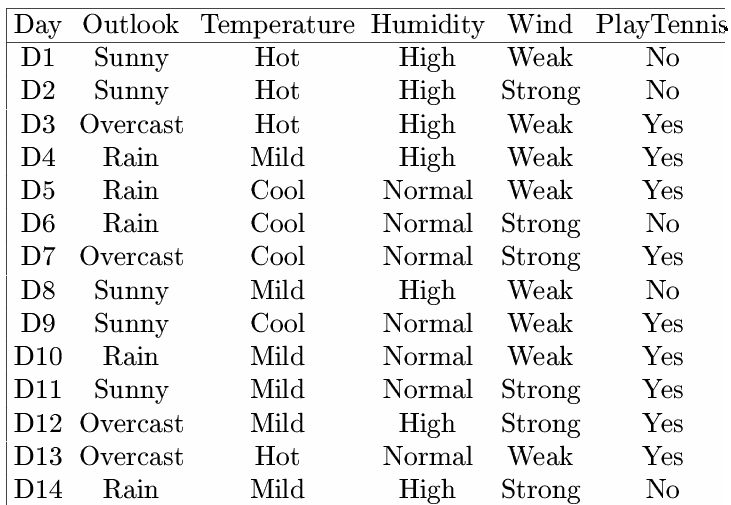 Day Outlook Temperature Humidity Wind PlayTennis
D1 Sunny Hot High Weak No
D2 Sunny Hot High Strong No
D3 Overcast Hot High Weak Yes
D4 Rain Mild High Weak Yes
D5 Rain Cool Normal Weak Yes
D6 Rain Cool Normal Strong No
D7 Overcast Cool Normal Strong Yes
D8 Sunny Mild High Weak No
D9 Sunny Cool Normal Weak Yes
D10 Rain Mild Normal Weak Yes
D11 Sunny Mild Normal Strong Yes
D12 Overcast Mild High Strong Yes
D13 Overcast Hot Normal Weak Yes
D14 Rain Mild High Strong No